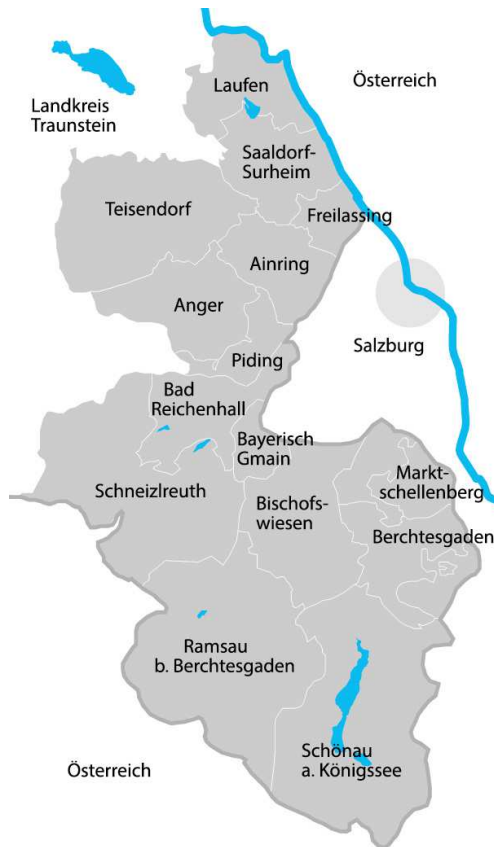 Laufen
Österreich
Landkreis
Traunstein
Saaldorf-
Surheim
Teisendorf
Freilassing
Ainring
Anger
Salzburg
Piding
Bad
Reichenhall
Bayerisch
Gmain
Markt-
schellenberg
Schneizlreuth
Bischofs-
wiesen
Berchtesgaden
Ramsau
b. Berchtesgaden
Schönau
a. Königssee
Österreich